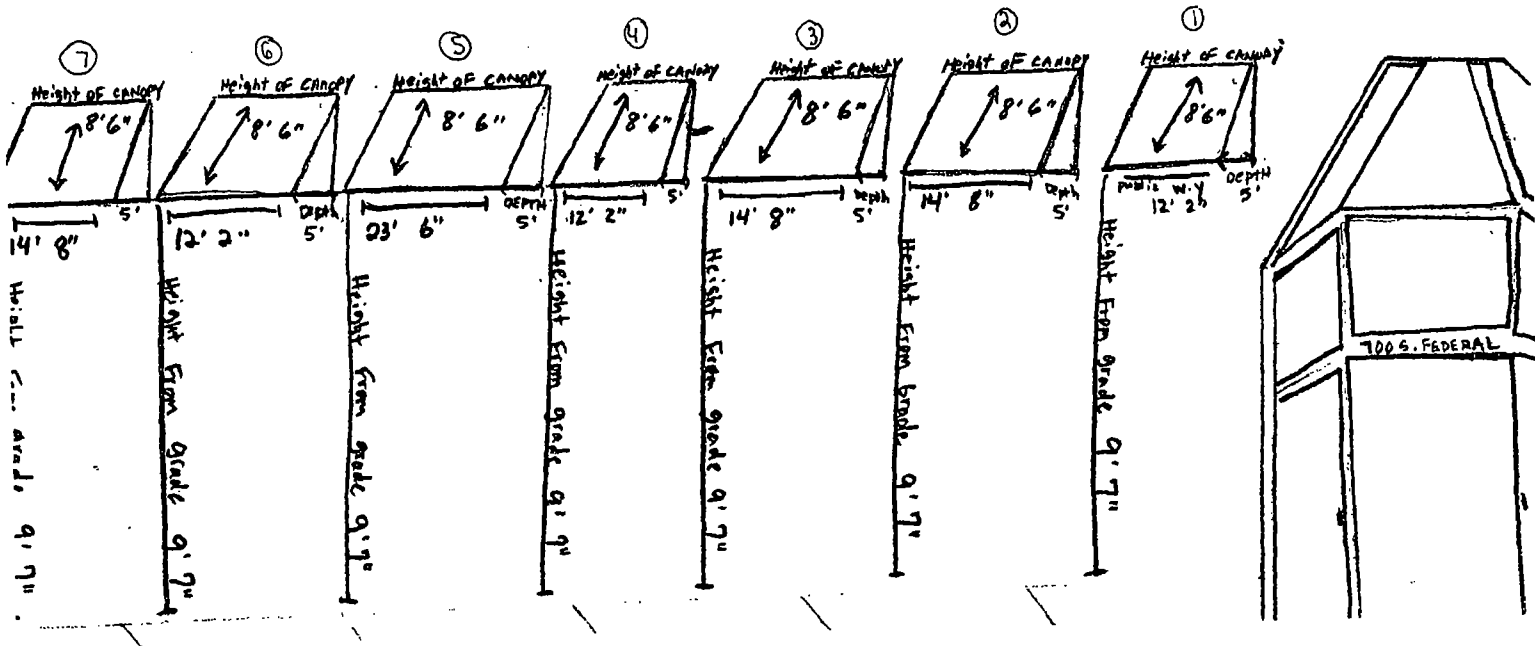 7
Height OF CANOPY
8' 6"
5'
14' 8"
grade 9' 7"
6
Height of CANOPY
8' 6"
DEPTH
5'
12' 2"
Height From grade 9' 7"
5
Height OF CANOPY
8' 6"
DEPTH
5'
23' 6"
Height From grade 9' 7"
4
Height of CANOPY
8' 6"
5'
12' 2"
Height From grade 9' 7"
3
Height of CANOPY
8' 6"
Depth
5'
14' 8"
Height From grade 9' 7"
2
Height OF CANOPY
8' 6"
Depth
5'
14' 8"
Height From Grade 9' 7"
1
Height OF CANOPY
8' 6"
DEPTH
5'
public W.Y
12' 2"
Height From grade 9' 7"
700 S. FEDERAL